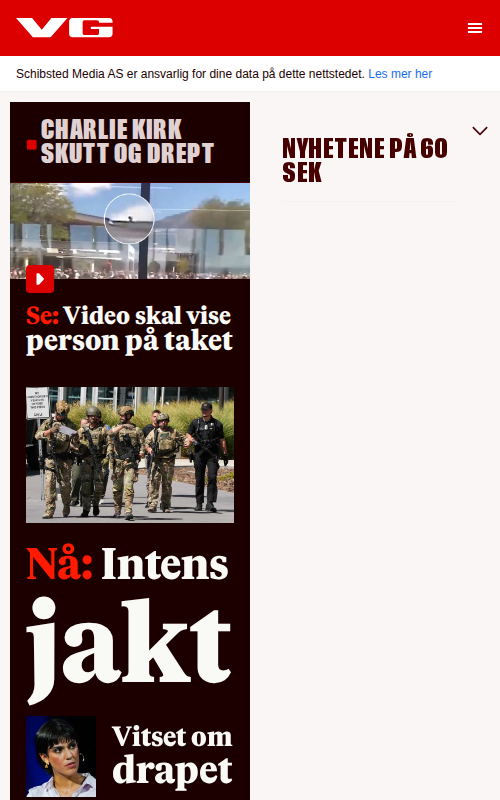 VG
Schibsted Media AS er ansvarlig for dine data på dette nettstedet. Les mer her
CHARLIE KIRK
SKUTT OG DREPT
Se: Video skal vise
person på taket
Nå: Intens
jakt
Vitset om
drapet
NYHETENE PÅ 60
SEK